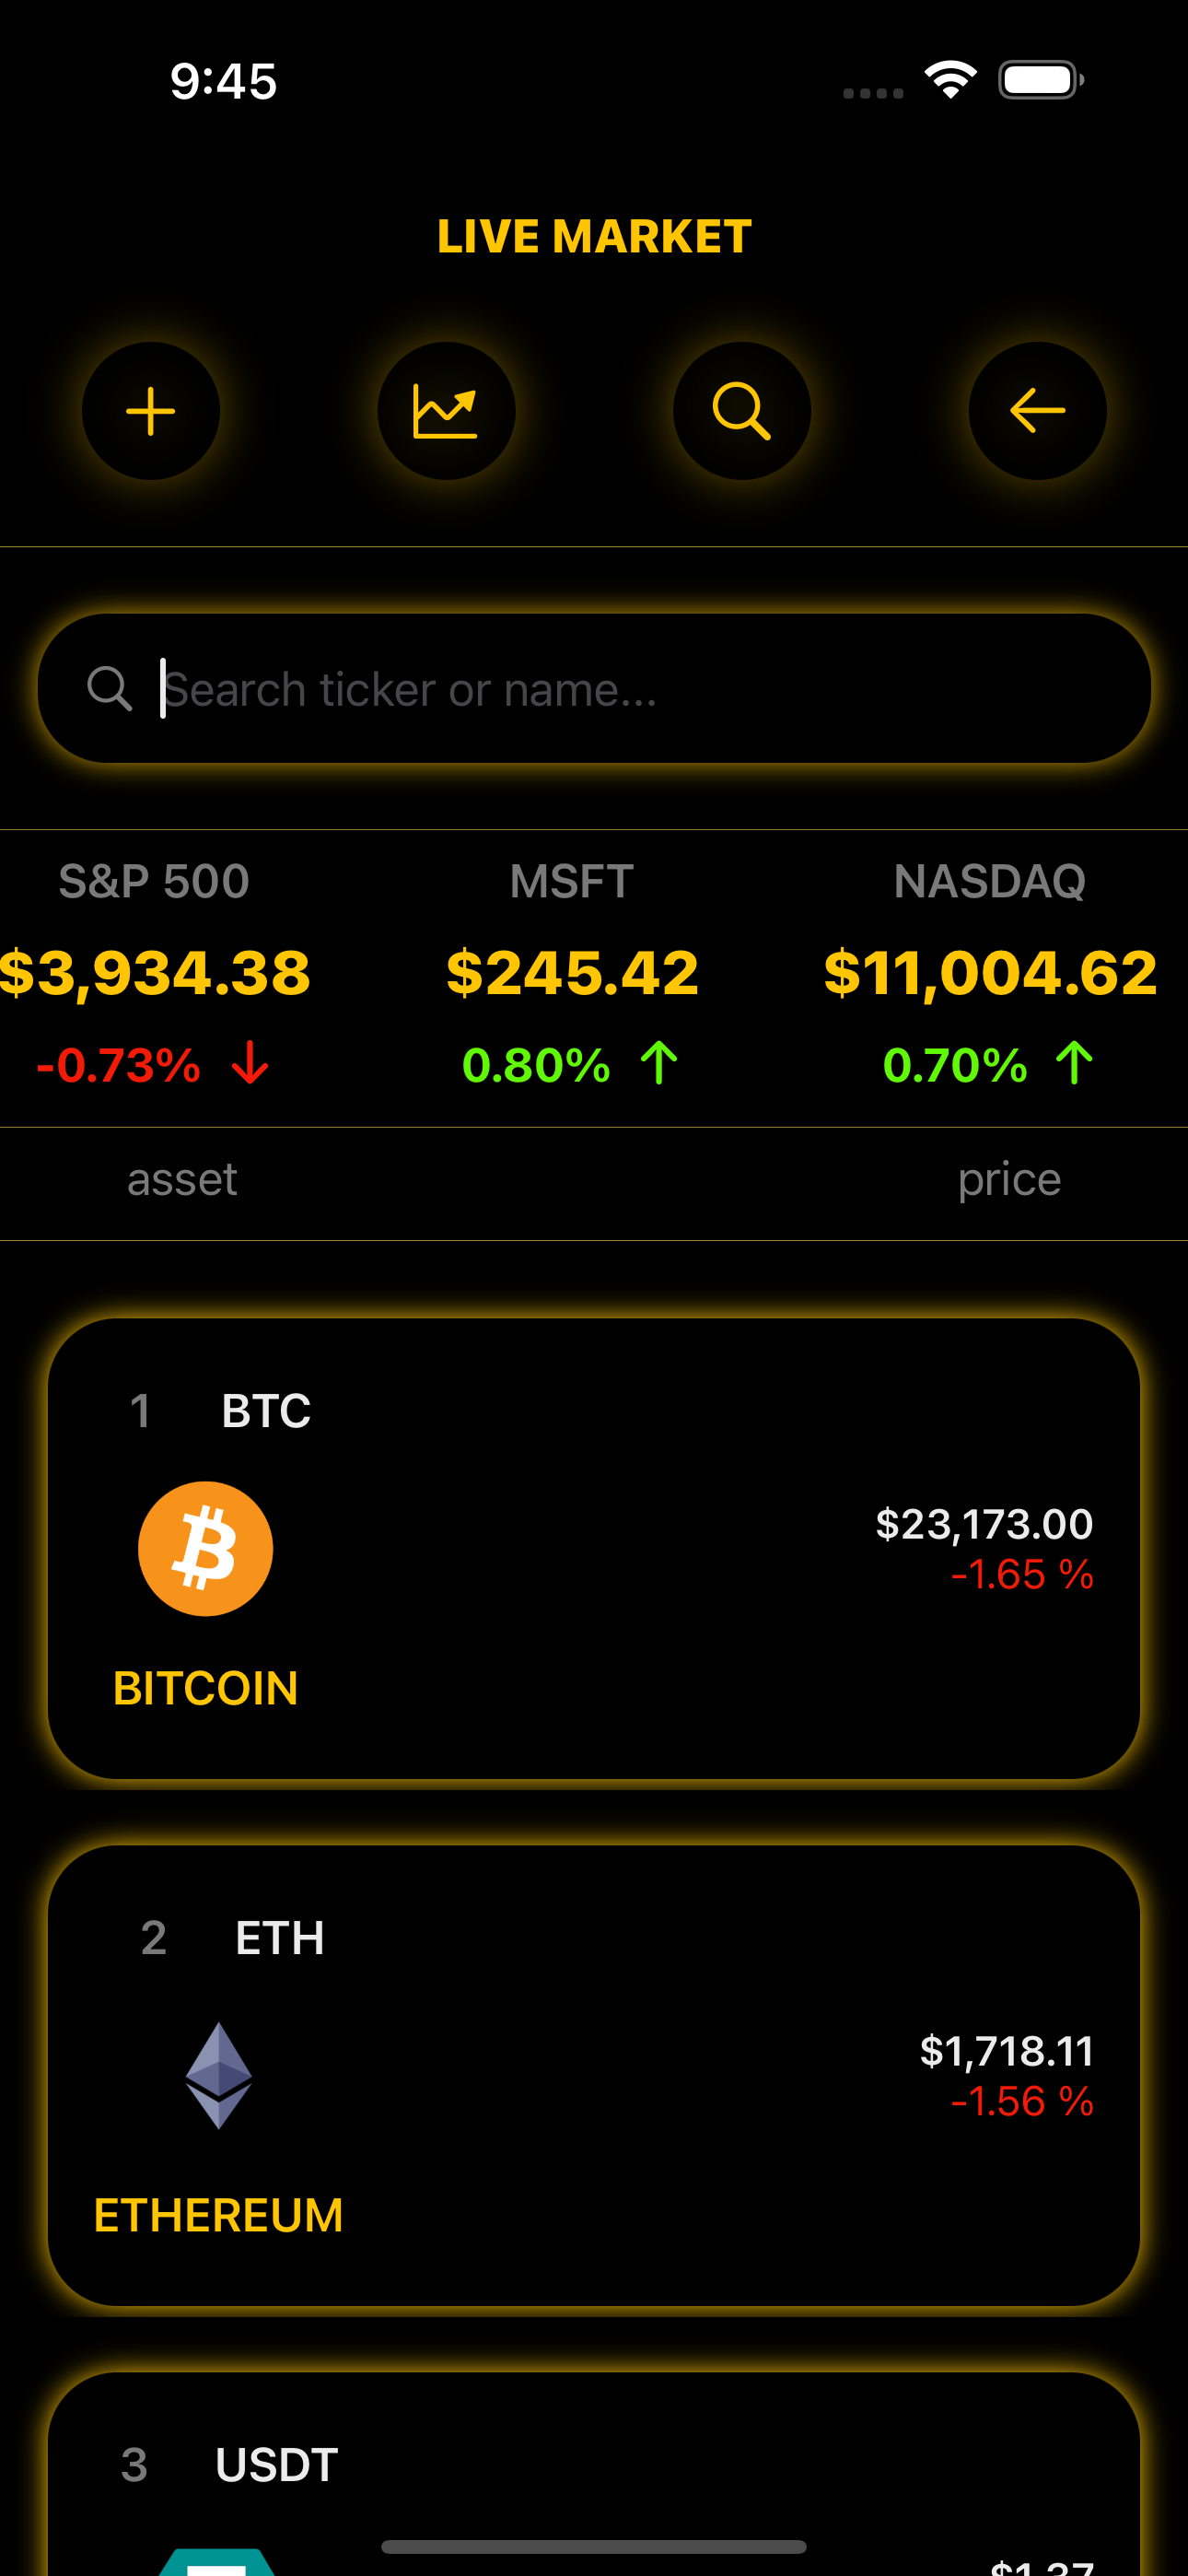 9:45
LIVE MARKET
Search ticker or name...
S&P 500 MSFT NASDAQ
$3,934.38 $245.42 $11,004.62
-0.73% 0.80% 0.70%
asset price
1 BTC
$23,173.00
-1.65 %
BITCOIN
2 ETH
$1,718.11
-1.56 %
ETHEREUM
3 USDT